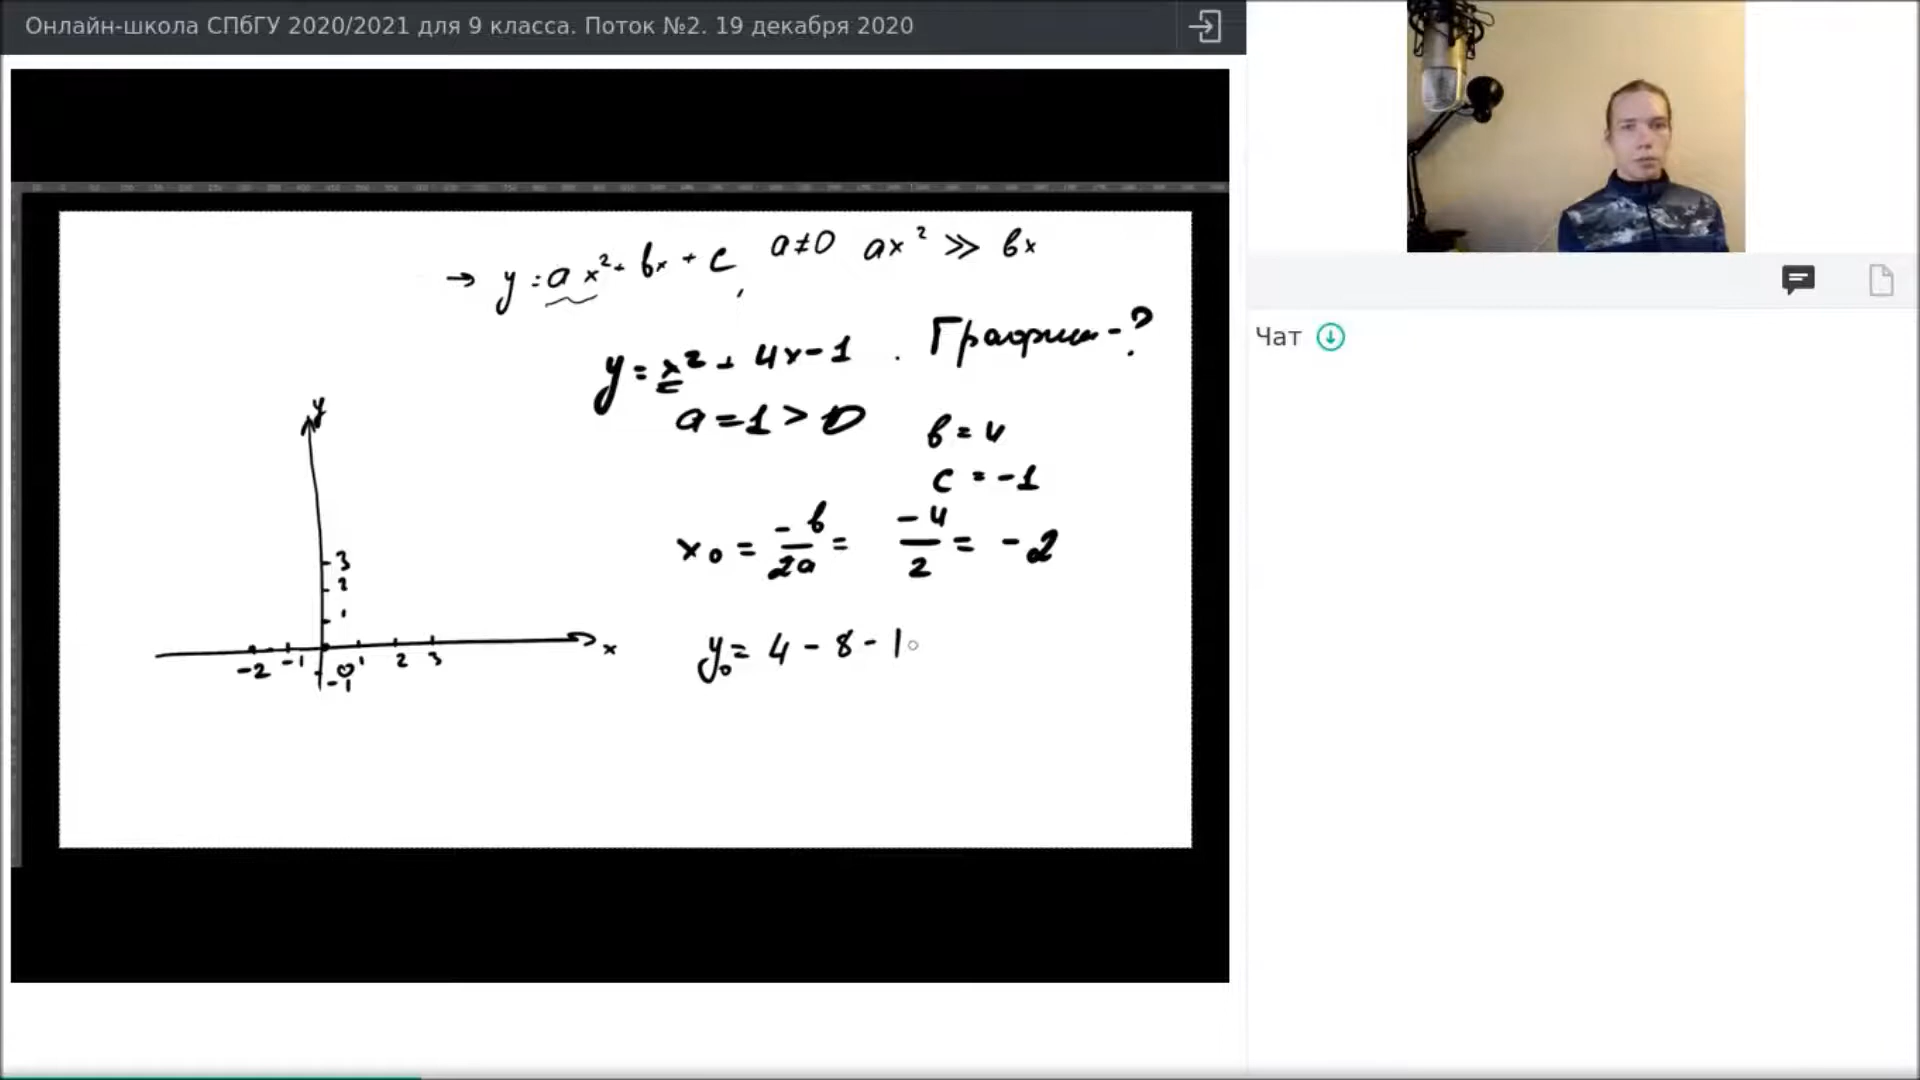 Онлайн-школа СПбГУ 2020/2021 для 9 класса. Поток №2. 19 декабря 2020
→ y = ax² + bx + c, a≠0 ax² ≫ bx
y = x² + 4x - 1. График - ?
a = 1 > 0
b = 4
c = -1
x₀ = -b/2a = -4/2 = -2
y₀ = 4 - 8 - 1
y
3
2
1
-2 -1 0 1 2 3 x
-1
Чат